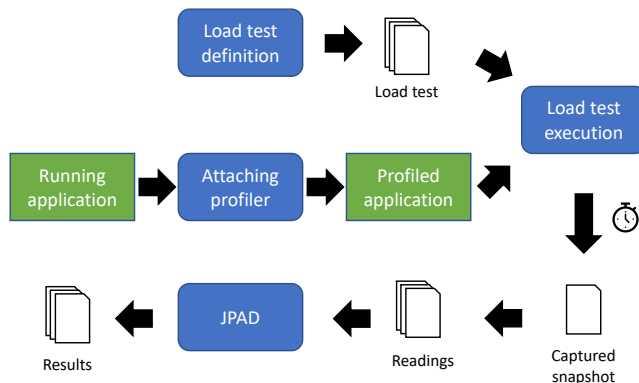 Load test
definition
Load test
Load test
execution
Running
application
Attaching
profiler
Profiled
application
JPAD
Results
Readings
Captured
snapshot